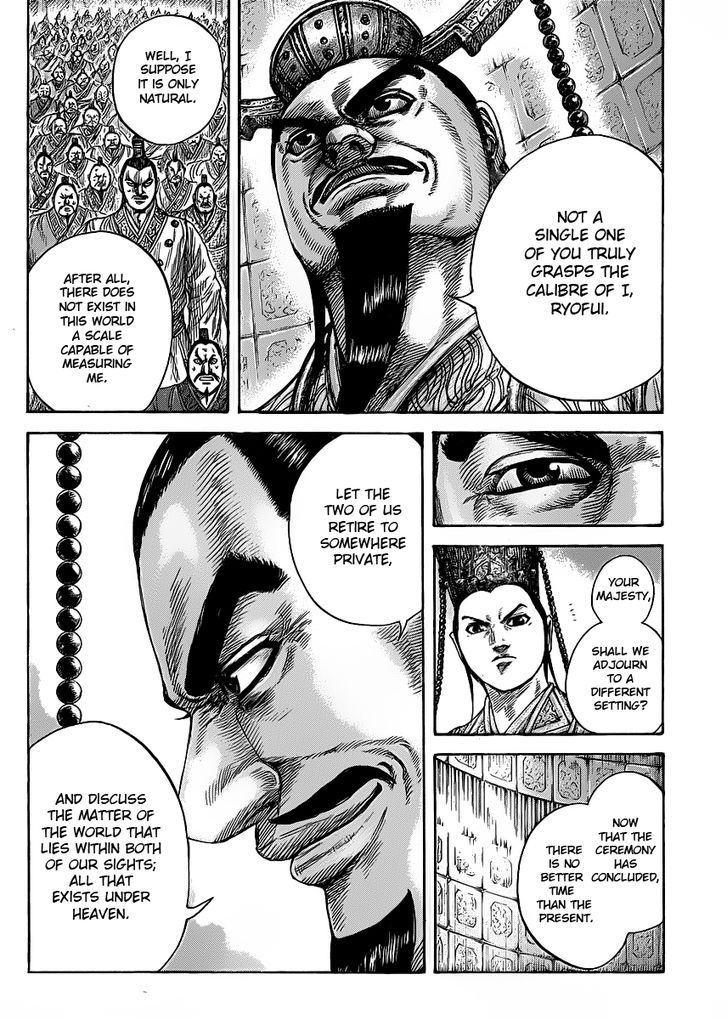 NOT A
SINGLE ONE
OF YOU TRULY
GRASPS THE
CALIBRE OF I,
RYOFUI.
WELL, I
SUPPOSE
IT IS ONLY
NATURAL.
AFTER ALL,
THERE DOES
NOT EXIST IN
THIS WORLD
A SCALE
CAPABLE OF
MEASURING
ME.
YOUR
MAJESTY,
SHALL WE
ADJOURN TO
A DIFFERENT
SETTING?
NOW
THAT THE
CEREMONY
HAS
CONCLUDED,
THERE
IS NO
BETTER
TIME
THAN THE
PRESENT.
LET THE
TWO OF US
RETIRE TO
SOMEWHERE
PRIVATE,
AND DISCUSS
THE MATTER OF
THE WORLD THAT
LIES WITHIN BOTH
OF OUR SIGHTS;
ALL THAT
EXISTS UNDER
HEAVEN.